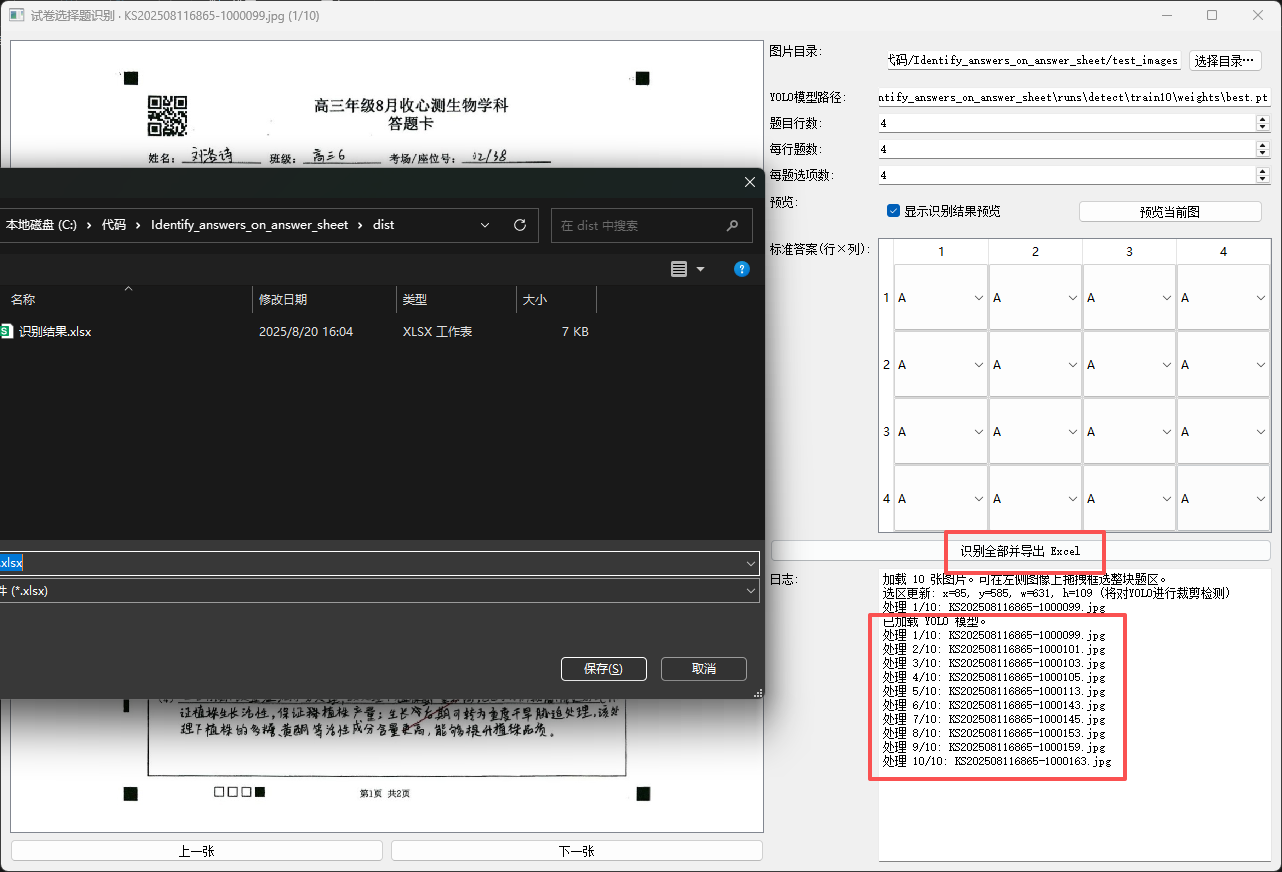 试卷选择题识别 · KS202508116865-1000099.jpg (1/10)
高三年级8月收心测生物学科
答题卡
姓名: 班级: 高三6 考场/座位号: 02/38
本地磁盘 (C:) › 代码 › Identify_answers_on_answer_sheet › dist
在 dist 中搜索
名称 修改日期 类型 大小
识别结果.xlsx 2025/8/20 16:04 XLSX 工作表 7 KB
.xlsx
件 (*.xlsx)
保存(S) 取消
证植株生长活性,保证稀植株产量;生长后期可转为重度干旱胁迫处理,该处
理下植株的多糖、黄酮等活性成分含量更高,能够提升植株品质。
第1页 共2页
上一张 下一张
图片目录: 代码/Identify_answers_on_answer_sheet/test_images 选择目录…
YOLO模型路径: ntify_answers_on_answer_sheet\runs\detect\train10\weights\best.pt
题目行数: 4
每行题数: 4
每题选项数: 4
预览: 显示识别结果预览 预览当前图
标准答案(行×列):
1 2 3 4
1 A A A A
2 A A A A
3 A A A A
4 A A A A
识别全部并导出 Excel
日志:
加载 10 张图片。可在左侧图像上拖拽框选整块题区。
选区更新: x=85, y=585, w=631, h=109 (将对YOLO进行裁剪检测)
处理 1/10: KS202508116865-1000099.jpg
已加载 YOLO 模型。
处理 1/10: KS202508116865-1000099.jpg
处理 2/10: KS202508116865-1000101.jpg
处理 3/10: KS202508116865-1000103.jpg
处理 4/10: KS202508116865-1000105.jpg
处理 5/10: KS202508116865-1000113.jpg
处理 6/10: KS202508116865-1000143.jpg
处理 7/10: KS202508116865-1000145.jpg
处理 8/10: KS202508116865-1000153.jpg
处理 9/10: KS202508116865-1000159.jpg
处理 10/10: KS202508116865-1000163.jpg